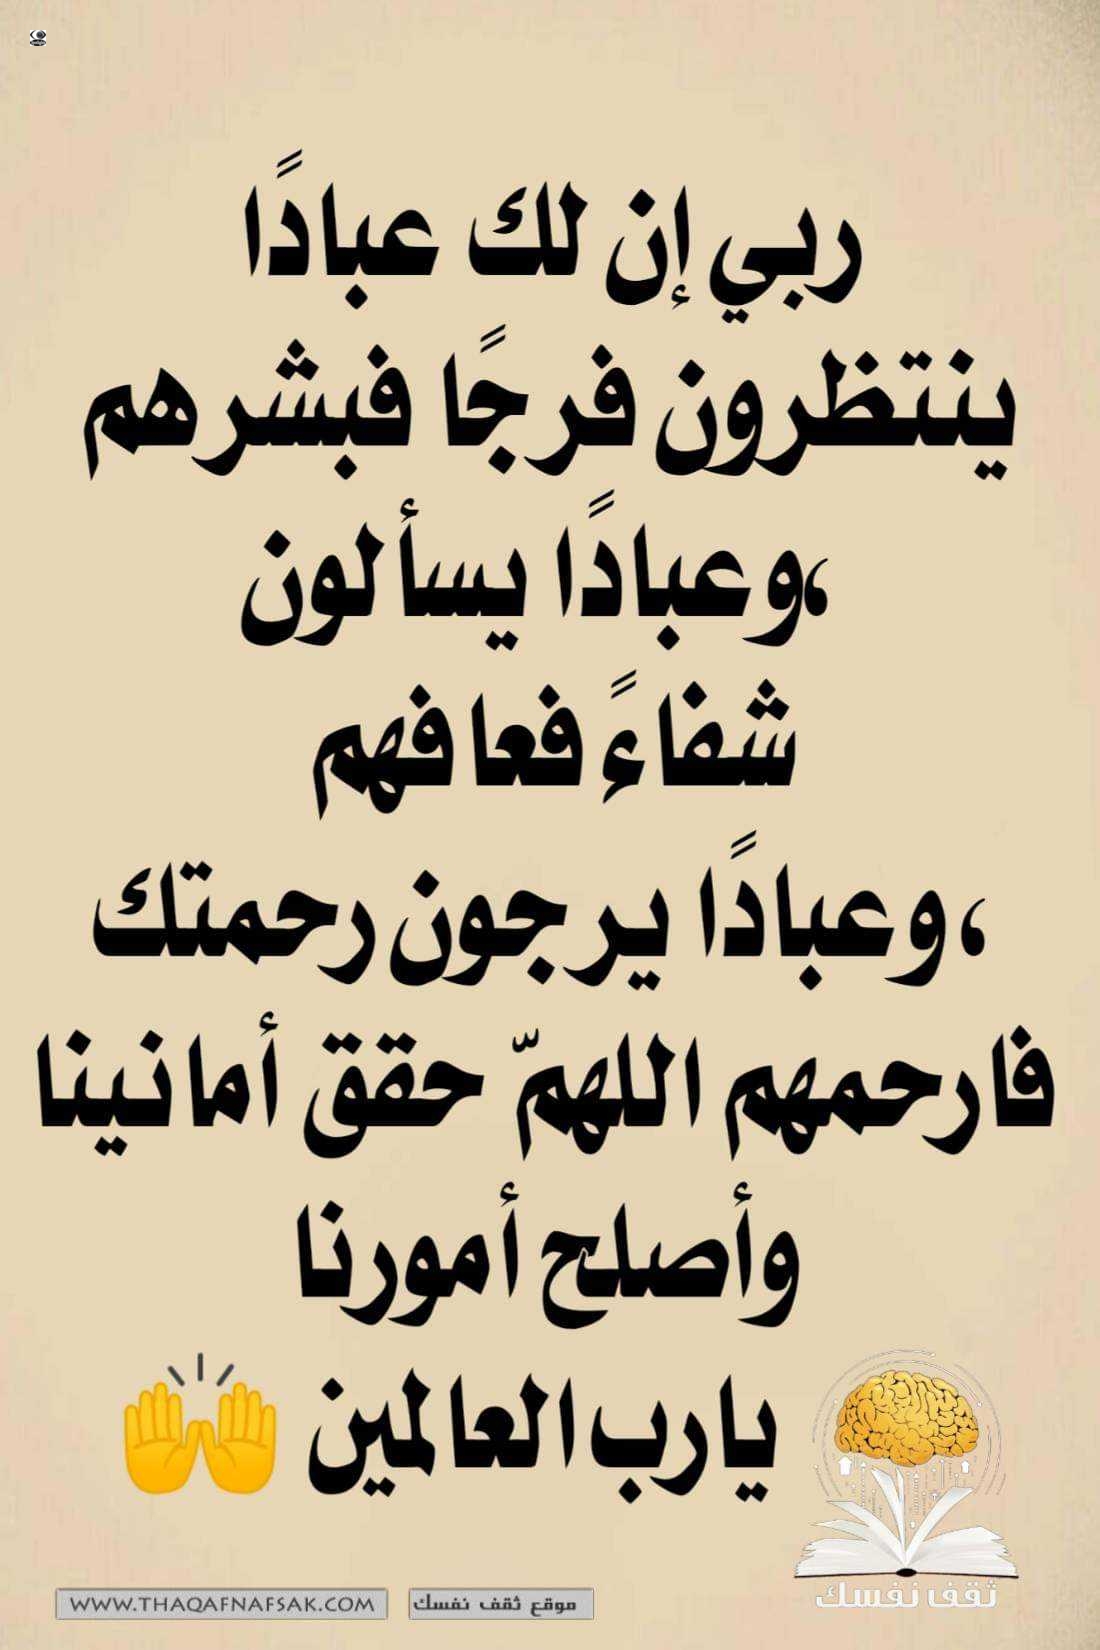 ربي إن لك عبادًا
ينتظرون فرجًا فبشرهم
،وعبادًا يسألون
شفاءً فعافهم
، وعبادًا يرجون رحمتك
فارحمهم اللهمّ حقق أمانينا
وأصلح أمورنا
يارب العالمين 🙌
ثقف نفسك
موقع ثقف نفسك
WWW.THAQAFNAFSAK.COM